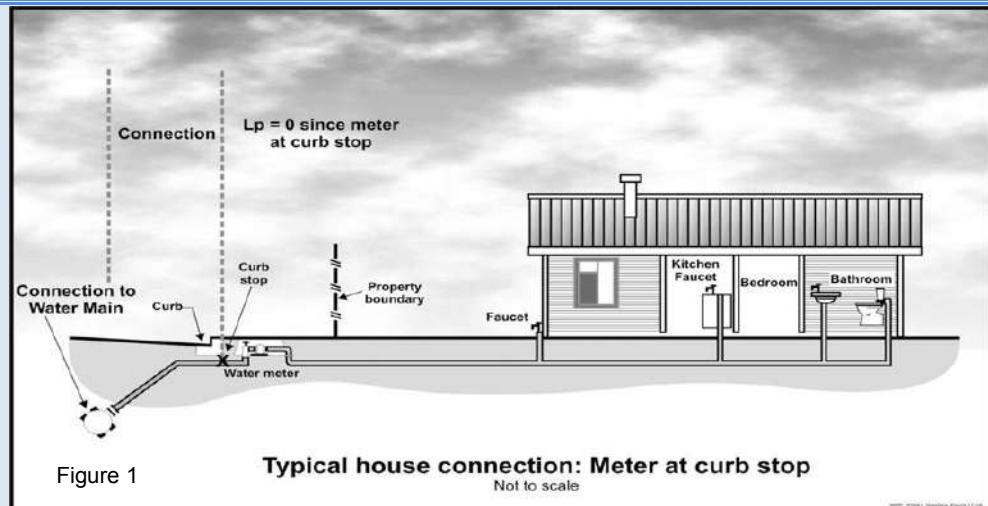 Connection
Lp = 0 since meter
at curb stop
Connection to
Water Main
Curb
Curb
stop
Property
boundary
Water meter
Faucet
Kitchen
Faucet
Bedroom
Bathroom
Figure 1
Typical house connection: Meter at curb stop
Not to scale